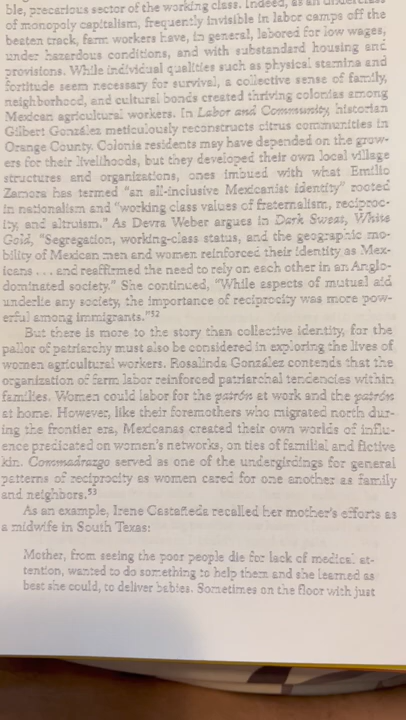 ble, precarious sector of the working class. Indeed, as an underclass
of monopoly capitalism, frequently invisible in labor camps off the
beaten track, farm workers have, in general, labored for low wages,
under hazardous conditions, and with substandard housing and
provisions. While individual qualities such as physical stamina and
fortitude seem necessary for survival, a collective sense of family,
neighborhood, and cultural bonds created thriving colonias among
Mexican agricultural workers. In Labor and Community, historian
Gilbert González meticulously reconstructs citrus communities in
Orange County. Colonia residents may have depended on the grow-
ers for their livelihoods, but they developed their own local village
structures and organizations, ones imbued with what Emilio
Zamora has termed "an all-inclusive Mexicanist identity" rooted
in nationalism and "working class values of fraternalism, reciproc-
ity, and altruism." As Devra Weber argues in Dark Sweat, White
Gold, "Segregation, working-class status, and the geographic mo-
bility of Mexican men and women reinforced their identity as Mex-
icans . . . and reaffirmed the need to rely on each other in an Anglo-
dominated society." She continued, "While aspects of mutual aid
underlie any society, the importance of reciprocity was more pow-
erful among immigrants."52
But there is more to the story than collective identity, for the
pallor of patriarchy must also be considered in exploring the lives of
women agricultural workers. Rosalinda González contends that the
organization of farm labor reinforced patriarchal tendencies within
families. Women could labor for the patrón at work and the patrón
at home. However, like their foremothers who migrated north dur-
ing the frontier era, Mexicanas created their own worlds of influ-
ence predicated on women's networks, on ties of familial and fictive
kin. Commadrazgo served as one of the undergirdings for general
patterns of reciprocity as women cared for one another as family
and neighbors.53
As an example, Irene Castañeda recalled her mother's efforts as
a midwife in South Texas:
Mother, from seeing the poor people die for lack of medical at-
tention, wanted to do something to help them and she learned as
best she could, to deliver babies. Sometimes on the floor with just